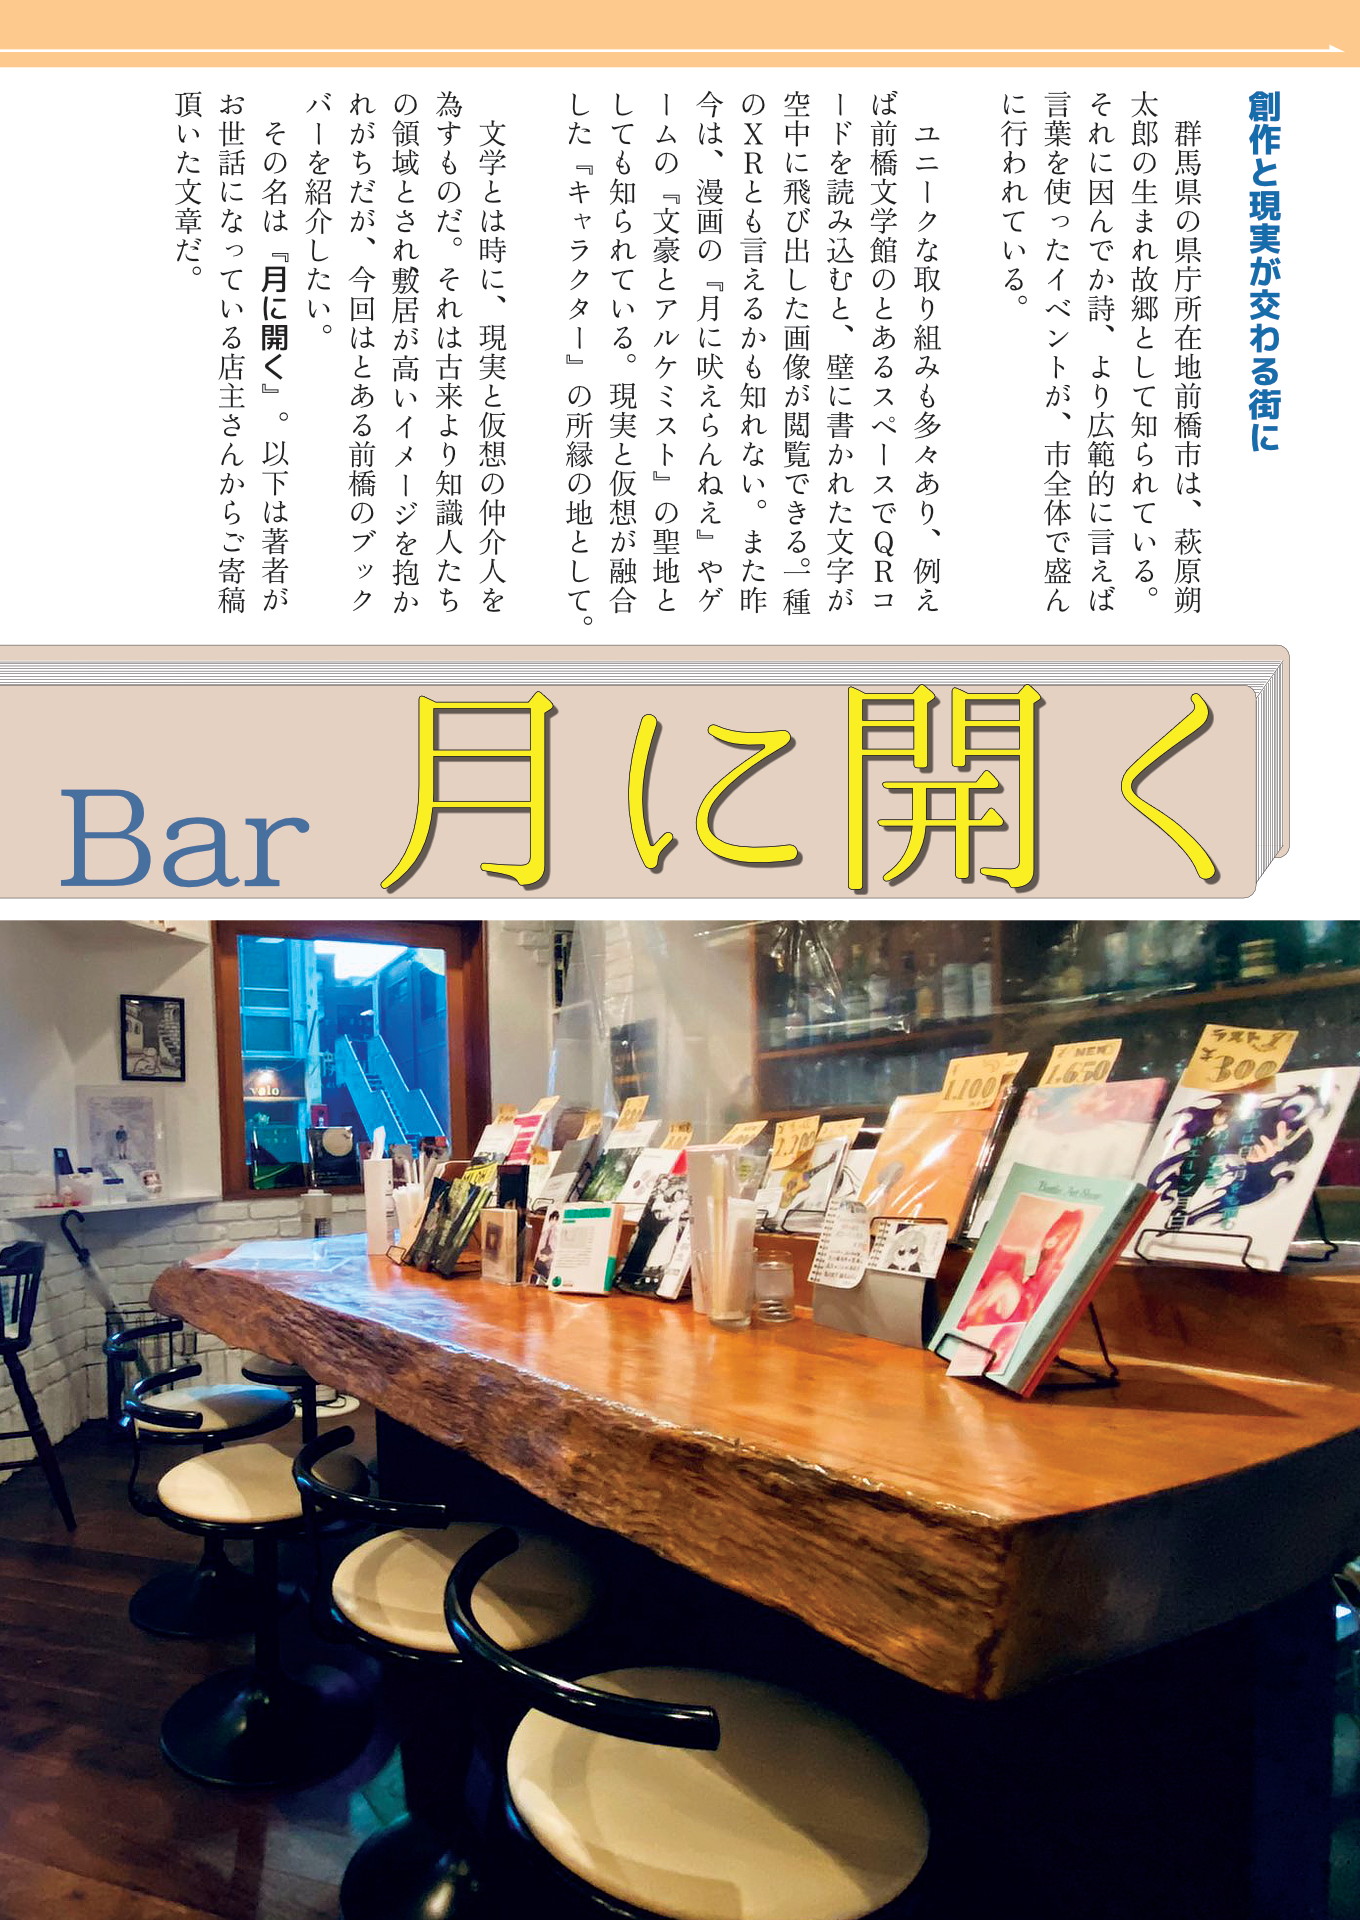 創作と現実が交わる街に
群馬県の県庁所在地前橋市は、萩原朔
太郎の生まれ故郷として知られている。
それに因んでか詩、より広範的に言えば
言葉を使ったイベントが、市全体で盛ん
に行われている。
ユニークな取り組みも多々あり、例え
ば前橋文学館のとあるスペースでＱＲコ
ードを読み込むと、壁に書かれた文字が
空中に飛び出した画像が閲覧できる。一種
のＸＲとも言えるかも知れない。また昨
今は、漫画の『月に吠えらんねえ』やゲ
ームの『文豪とアルケミスト』の聖地と
しても知られている。現実と仮想が融合
した『キャラクター』の所縁の地として。
文学とは時に、現実と仮想の仲介人を
為すものだ。それは古来より知識人たち
の領域とされ敷居が高いイメージを抱か
れがちだが、今回はとある前橋のブック
バーを紹介したい。
その名は『月に開く』。以下は著者が
お世話になっている店主さんからご寄稿
頂いた文章だ。
Bar 月に開く
velo
1,100
NEW
1,650
ラスト1
¥300